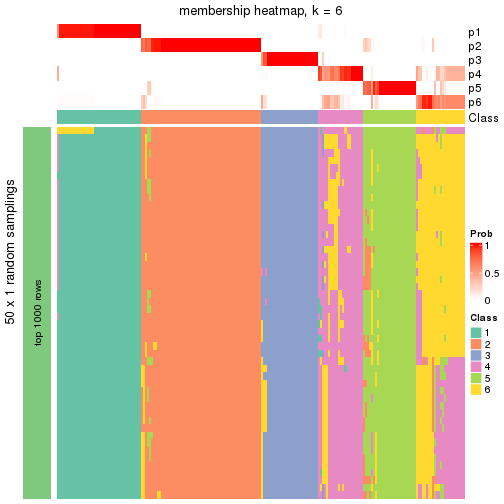 membership heatmap, k = 6
p1
p2
p3
p4
p5
p6
Class
50 x 1 random samplings
top 1000 rows
Prob
1
0.5
0
Class
1
2
3
4
5
6